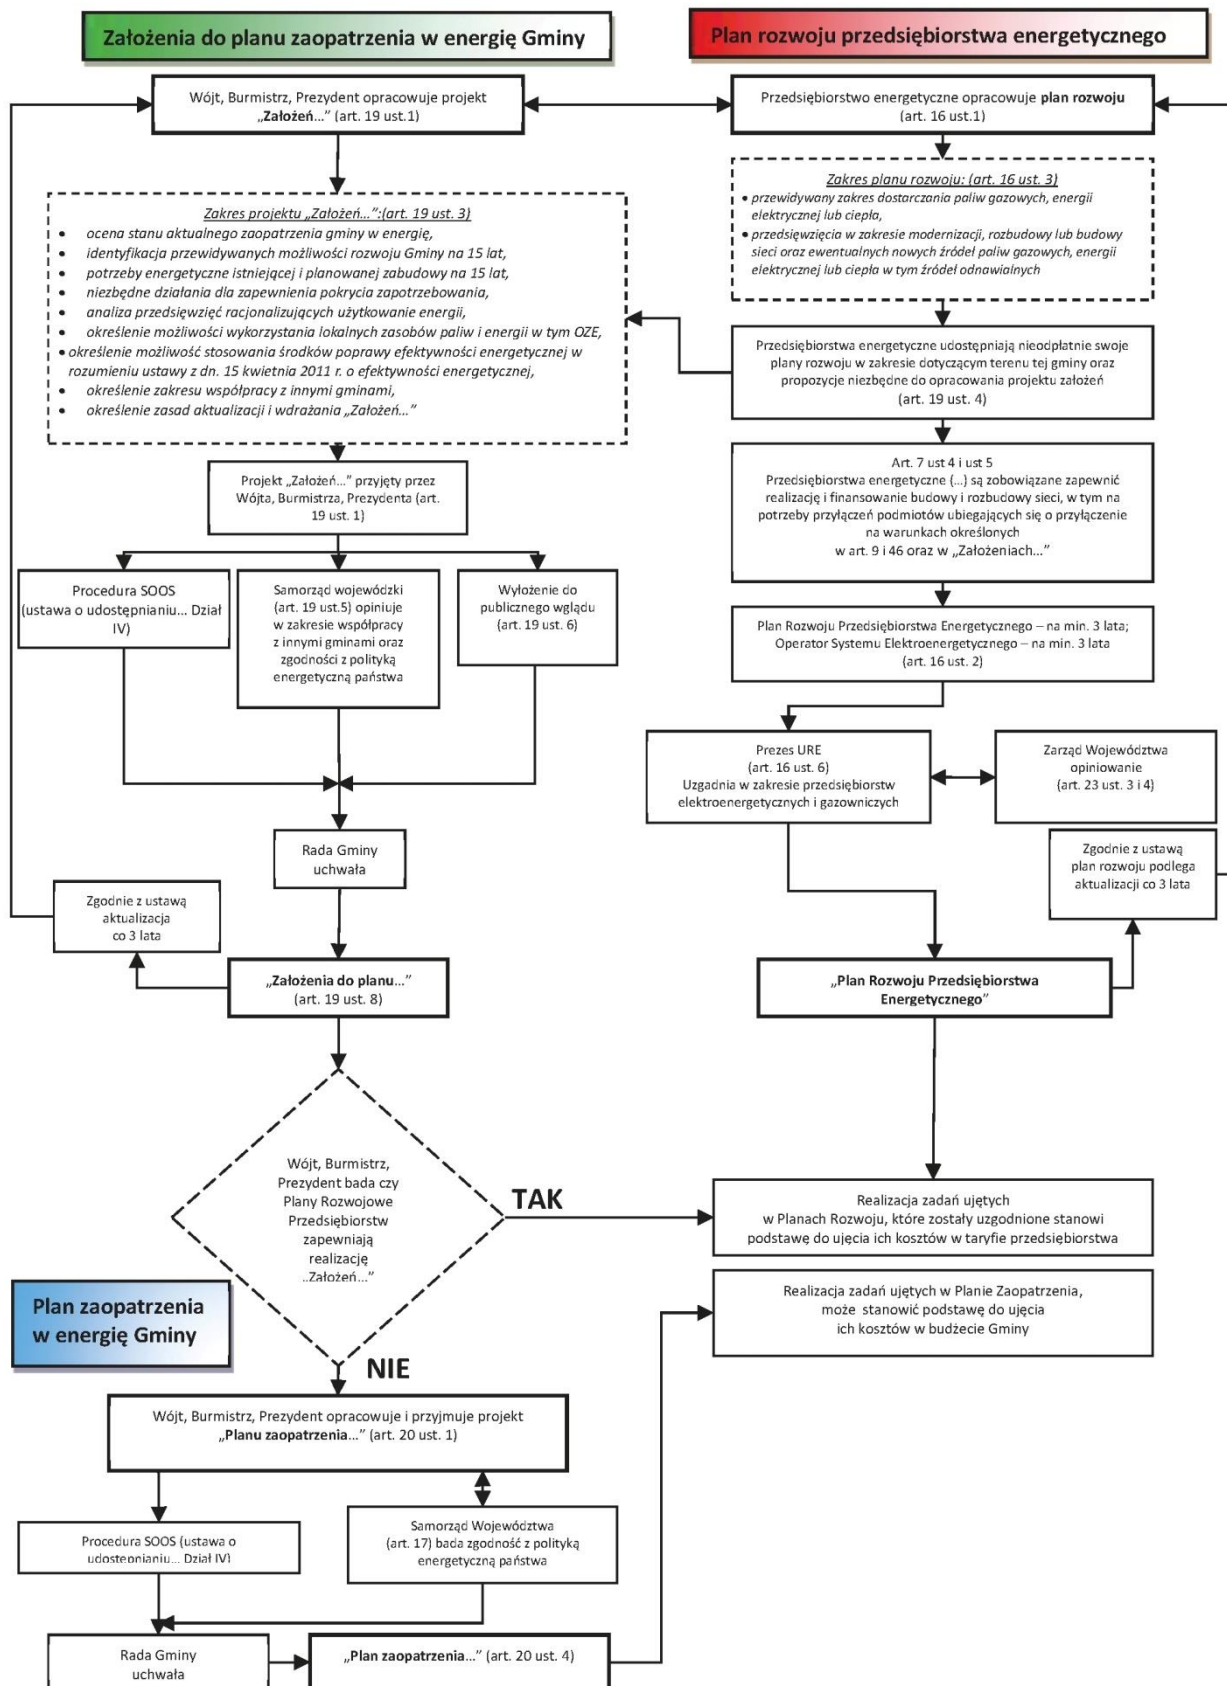 Założenia do planu zaopatrzenia w energię Gminy
Wójt, Burmistrz, Prezydent opracowuje projekt
„Założeń…” (art. 19 ust.1)
Zakres projektu „Założeń…”:(art. 19 ust. 3)
• ocena stanu aktualnego zaopatrzenia gminy w energię,
• identyfikacja przewidywanych możliwości rozwoju Gminy na 15 lat,
• potrzeby energetyczne istniejącej i planowanej zabudowy na 15 lat,
• niezbędne działania dla zapewnienia pokrycia zapotrzebowania,
• analiza przedsięwzięć racjonalizujących użytkowanie energii,
• określenie możliwości wykorzystania lokalnych zasobów paliw i energii w tym OZE,
• określenie możliwość stosowania środków poprawy efektywności energetycznej w
rozumieniu ustawy z dn. 15 kwietnia 2011 r. o efektywności energetycznej,
• określenie zakresu współpracy z innymi gminami,
• określenie zasad aktualizacji i wdrażania „Założeń…”
Projekt „Założeń…” przyjęty przez
Wójta, Burmistrza, Prezydenta (art.
19 ust. 1)
Procedura SOOS
(ustawa o udostępnianiu… Dział
IV)
Samorząd wojewódzki
(art. 19 ust.5) opiniuje
w zakresie współpracy
z innymi gminami oraz
zgodności z polityką
energetyczną państwa
Wyłożenie do
publicznego wglądu
(art. 19 ust. 6)
Rada Gminy
uchwała
Zgodnie z ustawą
aktualizacja
co 3 lata
„Założenia do planu…”
(art. 19 ust. 8)
Wójt, Burmistrz,
Prezydent bada czy
Plany Rozwojowe
Przedsiębiorstw
zapewniają
realizację
„Założeń…”
TAK
NIE
Plan rozwoju przedsiębiorstwa energetycznego
Przedsiębiorstwo energetyczne opracowuje plan rozwoju
(art. 16 ust.1)
Zakres planu rozwoju: (art. 16 ust. 3)
• przewidywany zakres dostarczania paliw gazowych, energii
elektrycznej lub ciepła,
• przedsięwzięcia w zakresie modernizacji, rozbudowy lub budowy
sieci oraz ewentualnych nowych źródeł paliw gazowych, energii
elektrycznej lub ciepła w tym źródeł odnawialnych
Przedsiębiorstwa energetyczne udostępniają nieodpłatnie swoje
plany rozwoju w zakresie dotyczącym terenu tej gminy oraz
propozycje niezbędne do opracowania projektu założeń
(art. 19 ust. 4)
Art. 7 ust 4 i ust 5
Przedsiębiorstwa energetyczne (…) są zobowiązane zapewnić
realizację i finansowanie budowy i rozbudowy sieci, w tym na
potrzeby przyłączeń podmiotów ubiegających się o przyłączenie
na warunkach określonych
w art. 9 i 46 oraz w „Założeniach…”
Plan Rozwoju Przedsiębiorstwa Energetycznego – na min. 3 lata;
Operator Systemu Elektroenergetycznego – na min. 3 lata
(art. 16 ust. 2)
Prezes URE
(art. 16 ust. 6)
Uzgadnia w zakresie przedsiębiorstw
elektroenergetycznych i gazowniczych
Zarząd Województwa
opiniowanie
(art. 23 ust. 3 i 4)
Zgodnie z ustawą
plan rozwoju podlega
aktualizacji co 3 lata
„Plan Rozwoju Przedsiębiorstwa
Energetycznego”
Realizacja zadań ujętych
w Planach Rozwoju, które zostały uzgodnione stanowi
podstawę do ujęcia ich kosztów w taryfie przedsiębiorstwa
Realizacja zadań ujętych w Planie Zaopatrzenia,
może stanowić podstawę do ujęcia
ich kosztów w budżecie Gminy
Plan zaopatrzenia
w energię Gminy
Wójt, Burmistrz, Prezydent opracowuje i przyjmuje projekt
„Planu zaopatrzenia…” (art. 20 ust. 1)
Procedura SOOS (ustawa o
udostępnianiu… Dział IV)
Samorząd Województwa
(art. 17) bada zgodność z polityką
energetyczną państwa
Rada Gminy
uchwała
„Plan zaopatrzenia…” (art. 20 ust. 4)